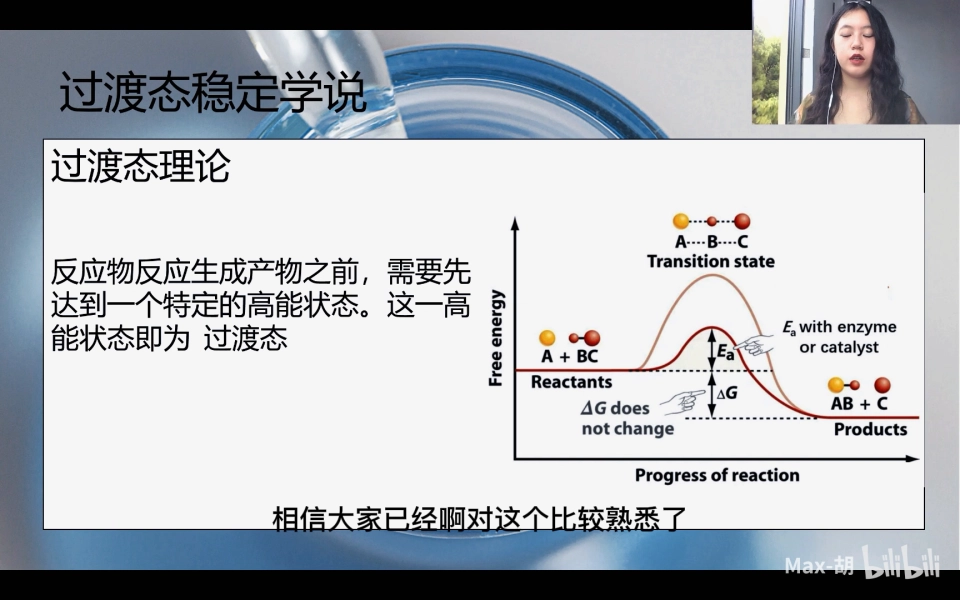 过渡态稳定学说
过渡态理论
反应物反应生成产物之前，需要先
达到一个特定的高能状态。这一高
能状态即为 过渡态
A····B····C
Transition state
Free energy
A + BC
Reactants
Ea
Ea with enzyme
or catalyst
ΔG
ΔG does
not change
AB + C
Products
Progress of reaction
相信大家已经啊对这个比较熟悉了
Max-胡 bilibili